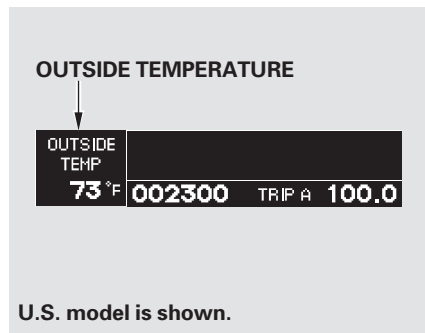 OUTSIDE TEMPERATURE
OUTSIDE
TEMP
73°F 002300 TRIP A 100.0
U.S. model is shown.